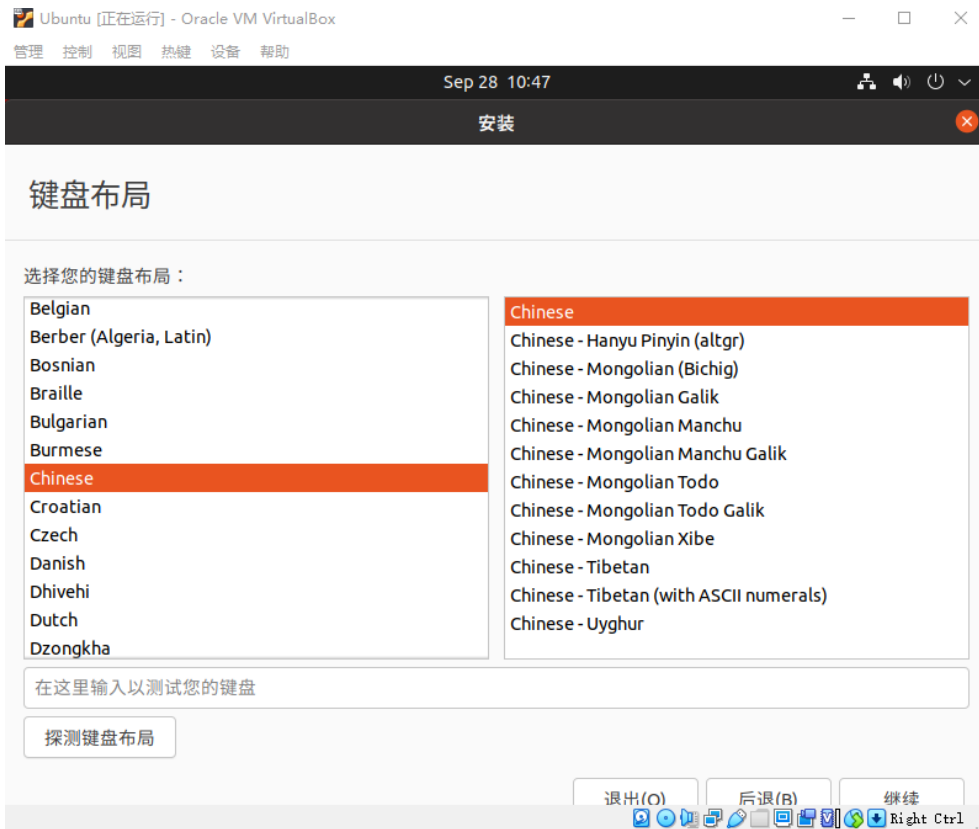 Ubuntu [正在运行] - Oracle VM VirtualBox
管理 控制 视图 热键 设备 帮助
Sep 28 10:47
安装
键盘布局
选择您的键盘布局：
Belgian
Berber (Algeria, Latin)
Bosnian
Braille
Bulgarian
Burmese
Chinese
Croatian
Czech
Danish
Dhivehi
Dutch
Dzongkha
Chinese
Chinese - Hanyu Pinyin (altgr)
Chinese - Mongolian (Bichig)
Chinese - Mongolian Galik
Chinese - Mongolian Manchu
Chinese - Mongolian Manchu Galik
Chinese - Mongolian Todo
Chinese - Mongolian Todo Galik
Chinese - Mongolian Xibe
Chinese - Tibetan
Chinese - Tibetan (with ASCII numerals)
Chinese - Uyghur
在这里输入以测试您的键盘
探测键盘布局
退出(Q) 后退(B) 继续
Right Ctrl